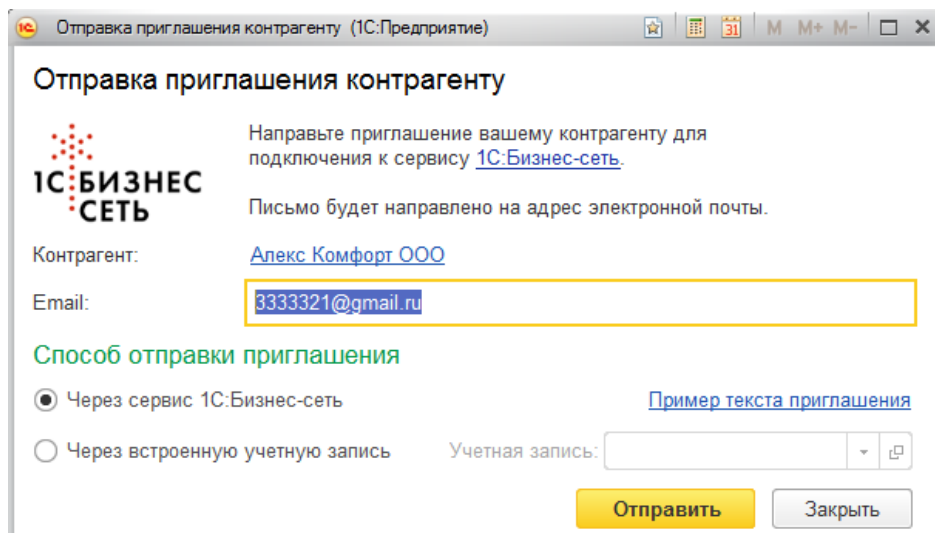 Отправка приглашения контрагенту (1С:Предприятие)
31 M M+ M-
Отправка приглашения контрагенту
1С:БИЗНЕС
СЕТЬ
Направьте приглашение вашему контрагенту для
подключения к сервису 1С:Бизнес-сеть.
Письмо будет направлено на адрес электронной почты.
Контрагент: Алекс Комфорт ООО
Email: 3333321@gmail.ru
Способ отправки приглашения
Через сервис 1С:Бизнес-сеть Пример текста приглашения
Через встроенную учетную запись Учетная запись:
Отправить Закрыть